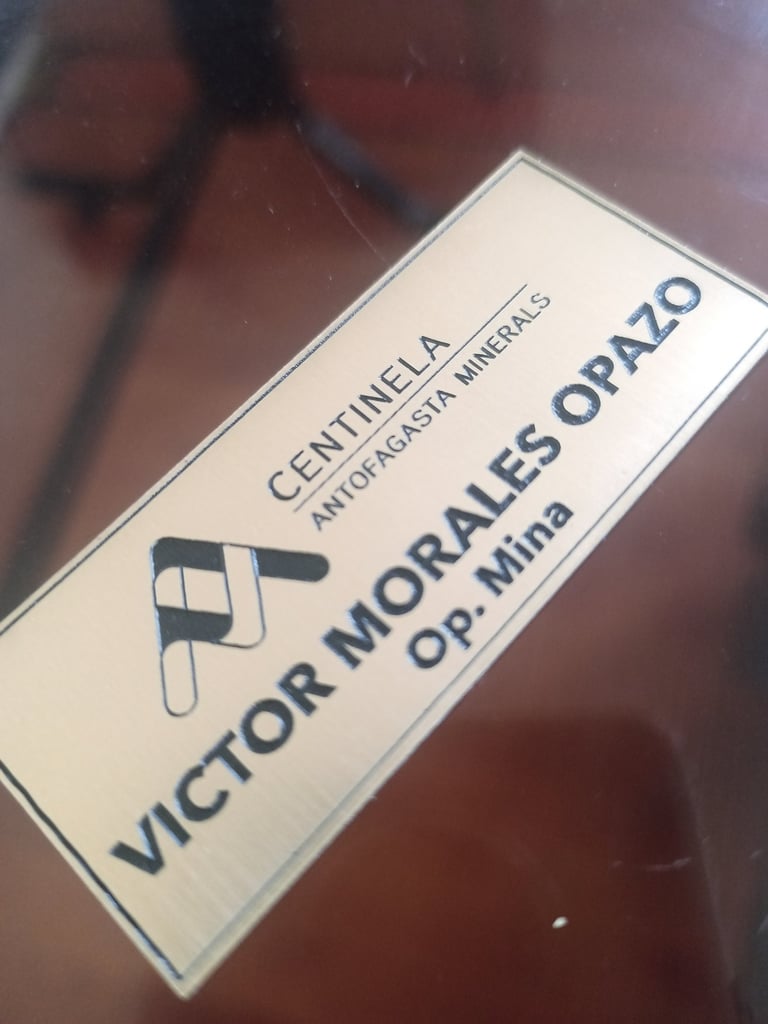 CENTINELA
ANTOFAGASTA MINERALS
VICTOR MORALES OPAZO
Op. Mina